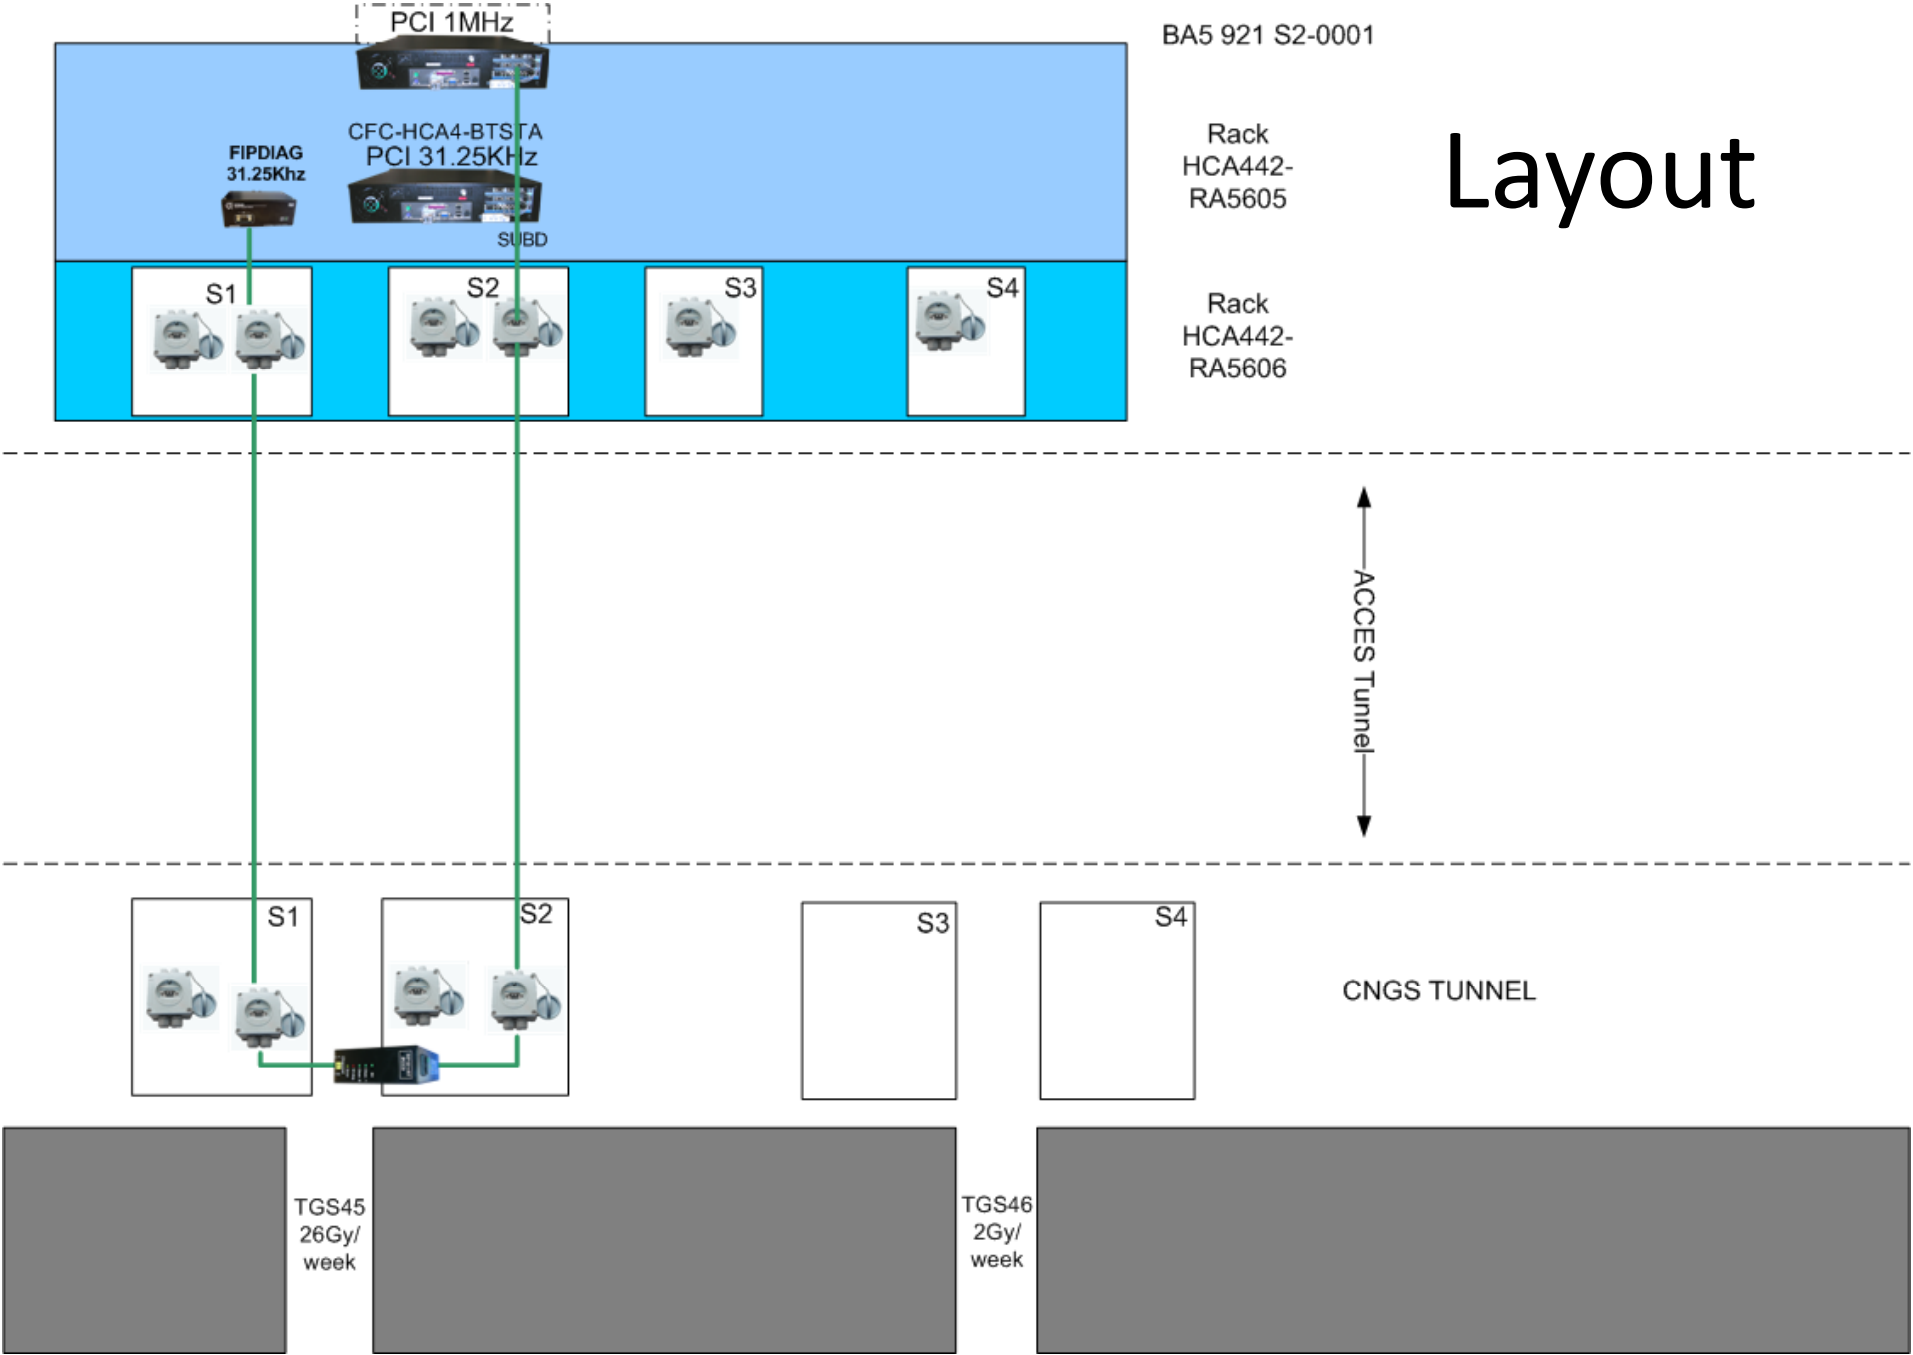 PCI 1MHz
BA5 921 S2-0001
Layout
CFC-HCA4-BTSTA
PCI 31.25KHz
FIPDIAG
31.25Khz
Rack
HCA442-
RA5605
SUBD
S1
S2
S3
S4
Rack
HCA442-
RA5606
ACCES Tunnel
S1
S2
S3
S4
CNGS TUNNEL
TGS45
26Gy/
week
TGS46
2Gy/
week